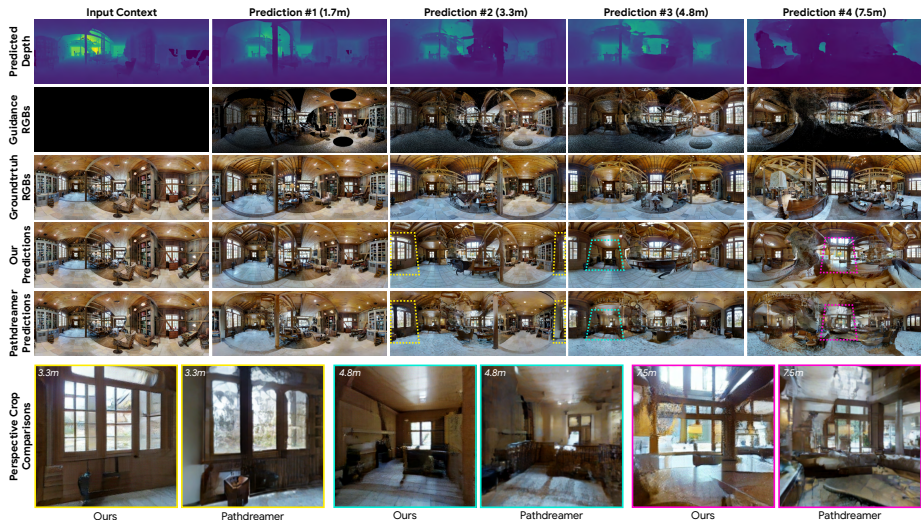 Input Context
Prediction #1 (1.7m)
Prediction #2 (3.3m)
Prediction #3 (4.8m)
Prediction #4 (7.5m)
Predicted
Depth
Guidance
RGBs
Groundtrtuh
RGBs
Our
Predictions
Pathdreamer
Predictions
Perspective Crop
Comparisons
3.3m
3.3m
4.8m
4.8m
7.5m
7.5m
Ours
Pathdreamer
Ours
Pathdreamer
Ours
Pathdreamer